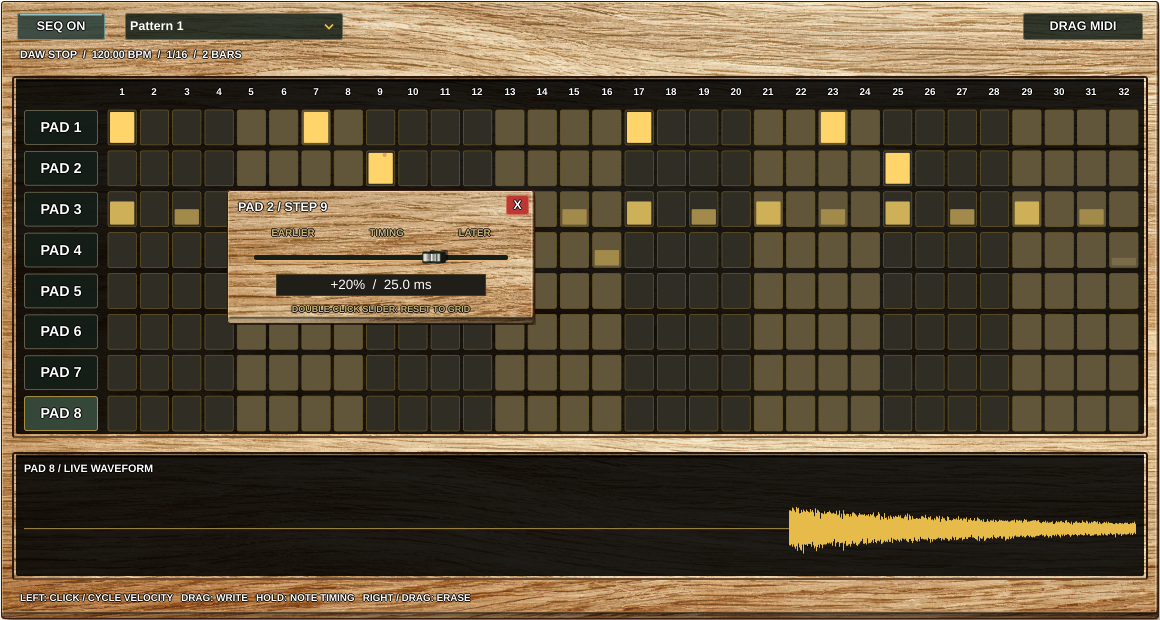 SEQ ON Pattern 1 DRAG MIDI
DAW STOP / 120.00 BPM / 1/16 / 2 BARS
1 2 3 4 5 6 7 8 9 10 11 12 13 14 15 16 17 18 19 20 21 22 23 24 25 26 27 28 29 30 31 32
PAD 1
PAD 2
PAD 3
PAD 4
PAD 5
PAD 6
PAD 7
PAD 8
PAD 2 / STEP 9 X
EARLIER TIMING LATER
+20% / 25.0 ms
DOUBLE-CLICK SLIDER: RESET TO GRID
PAD 8 / LIVE WAVEFORM
LEFT: CLICK / CYCLE VELOCITY DRAG: WRITE HOLD: NOTE TIMING RIGHT / DRAG: ERASE